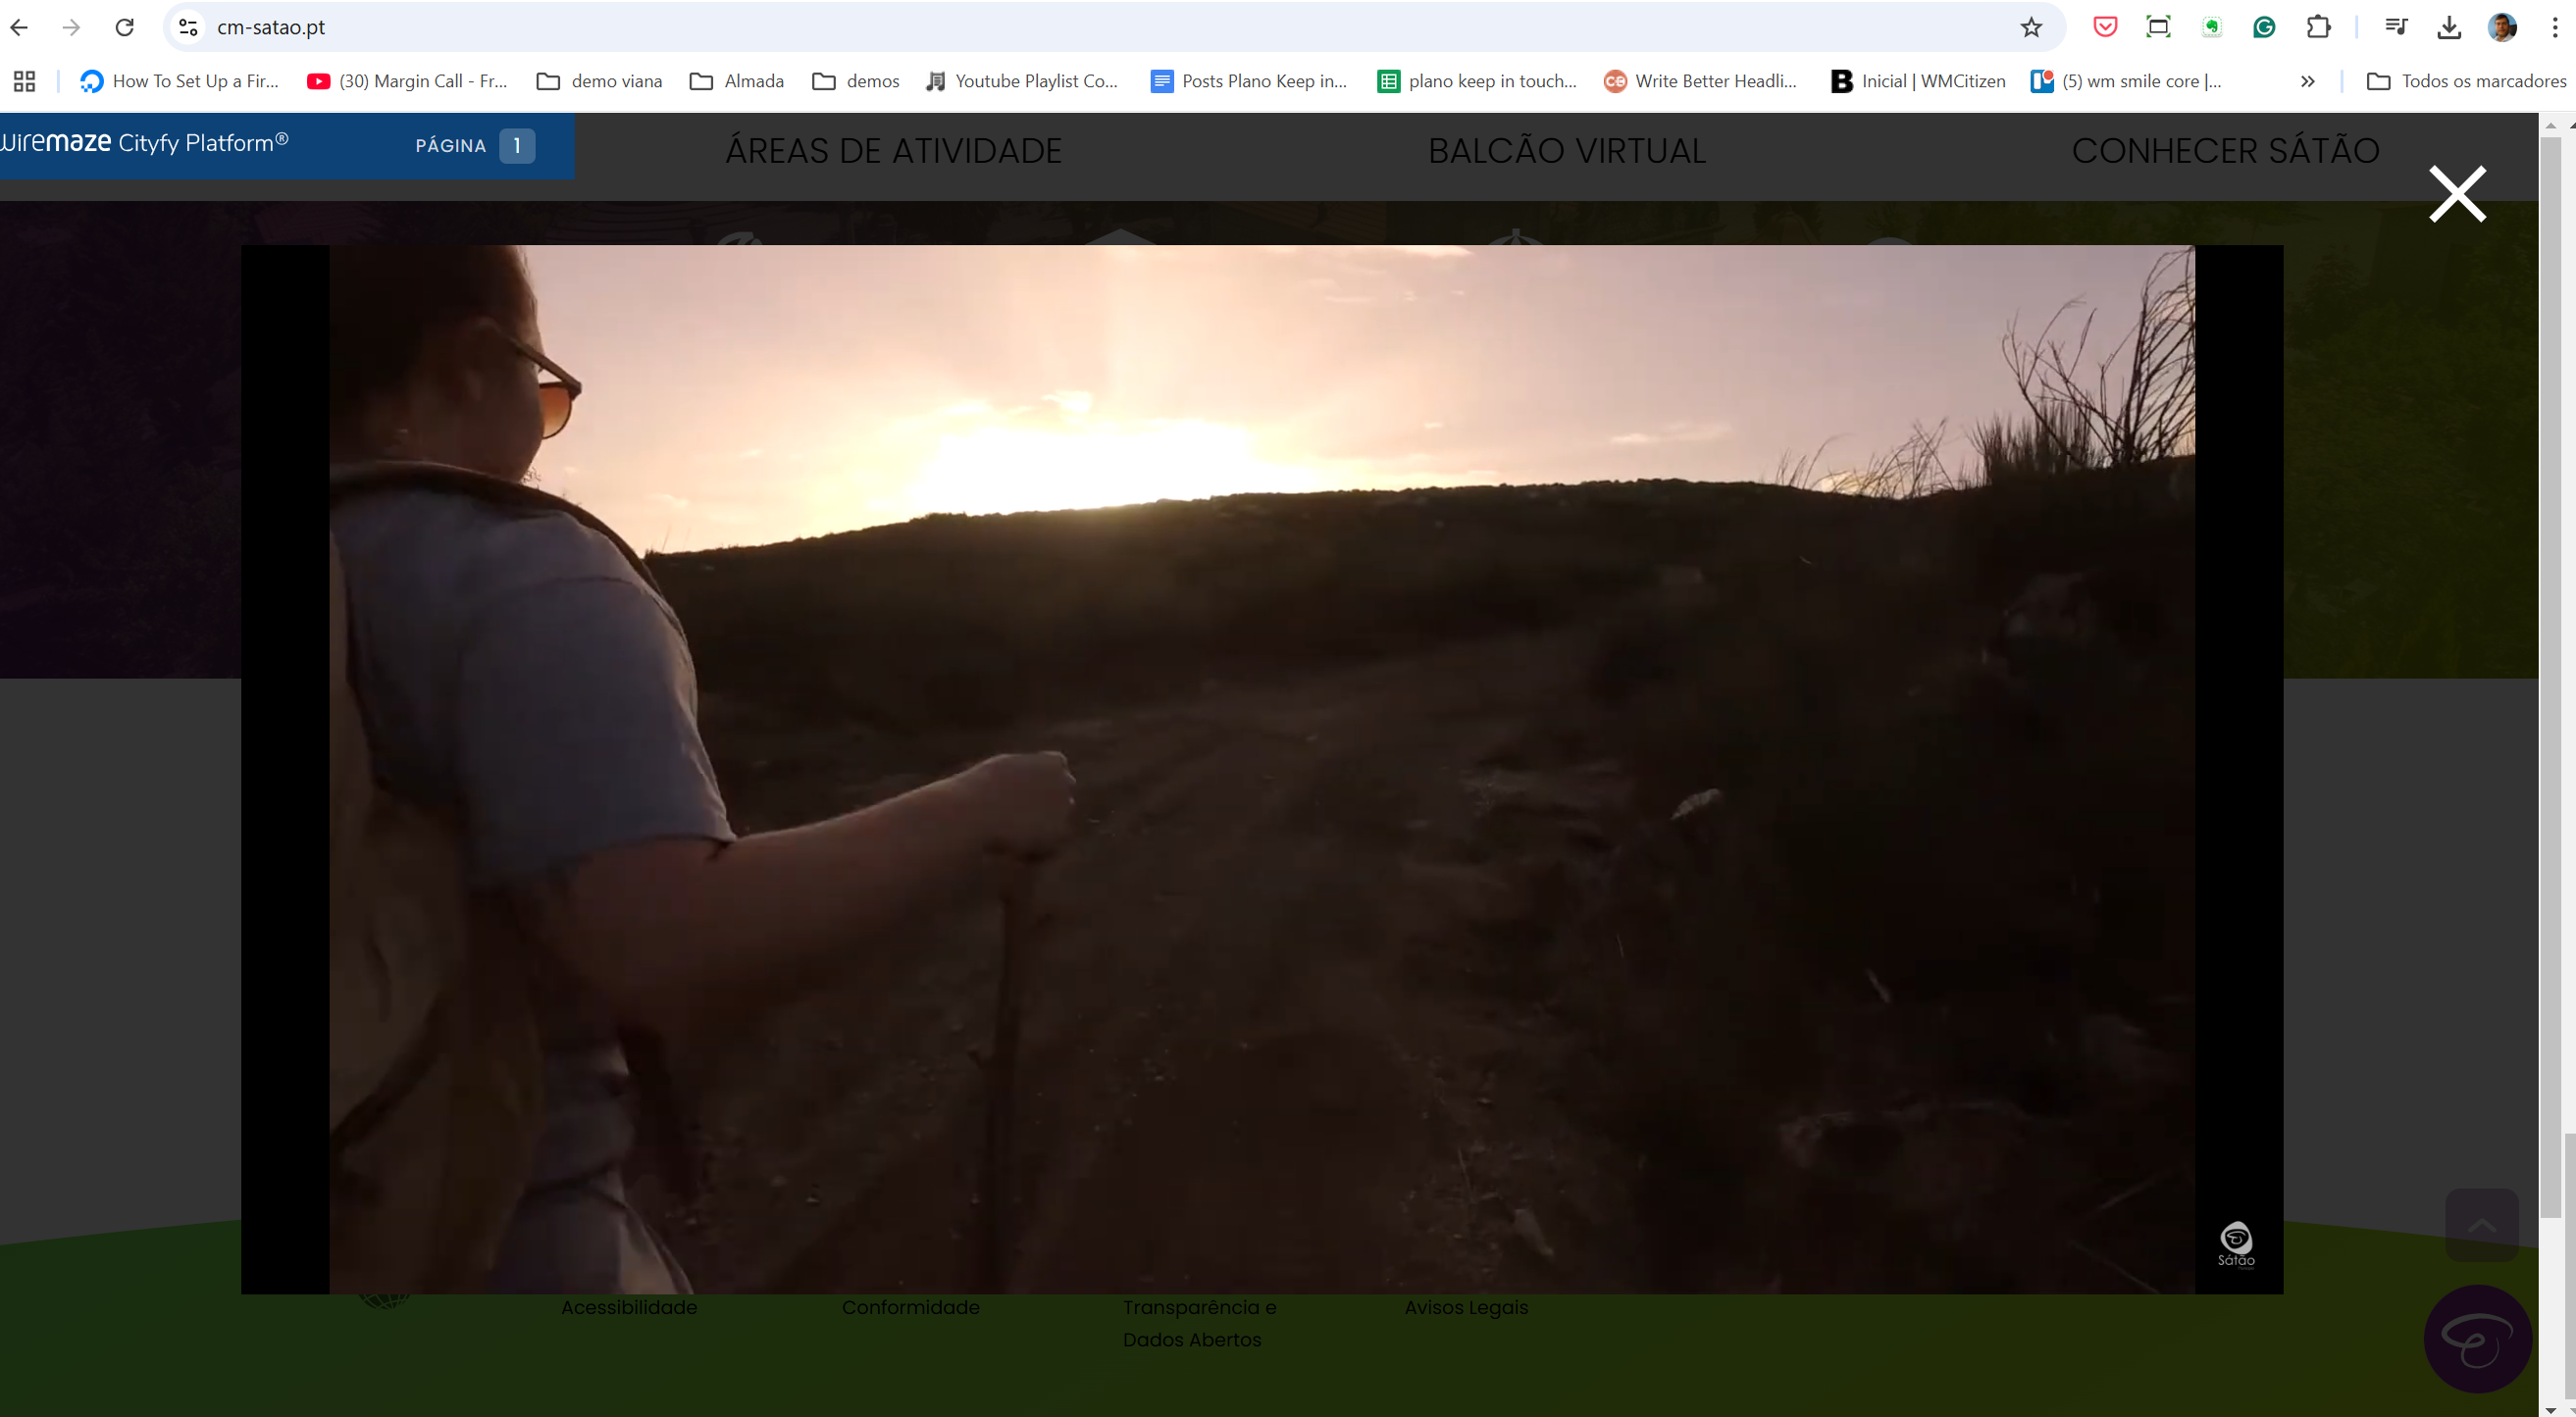 cm-satao.pt
How To Set Up a Fir...
(30) Margin Call - Fr...
demo viana
Almada
demos
Youtube Playlist Co...
Posts Plano Keep in...
plano keep in touch...
Write Better Headli...
Inicial | WMCitizen
(5) wm smile core |...
»
Todos os marcadores
wiremaze Cityfy Platform®
PÁGINA 1
ÁREAS DE ATIVIDADE
BALCÃO VIRTUAL
CONHECER SÁTÃO
Sátão
Acessibilidade
Conformidade
Transparência e
Dados Abertos
Avisos Legais